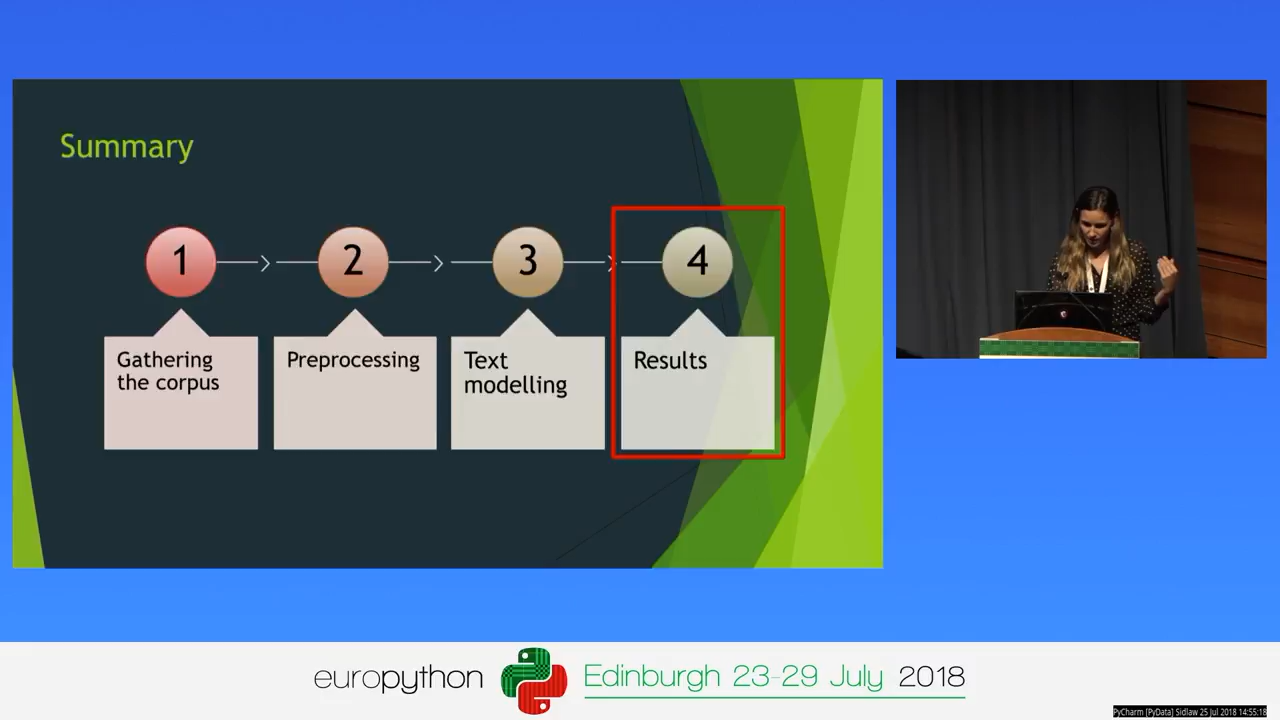 Summary
1
2
3
4
Gathering
the corpus
Preprocessing
Text
modelling
Results
europython
Edinburgh 23-29 July 2018
PyCharm [PyData] Sidlaw 25 Jul 2018 14:55:18